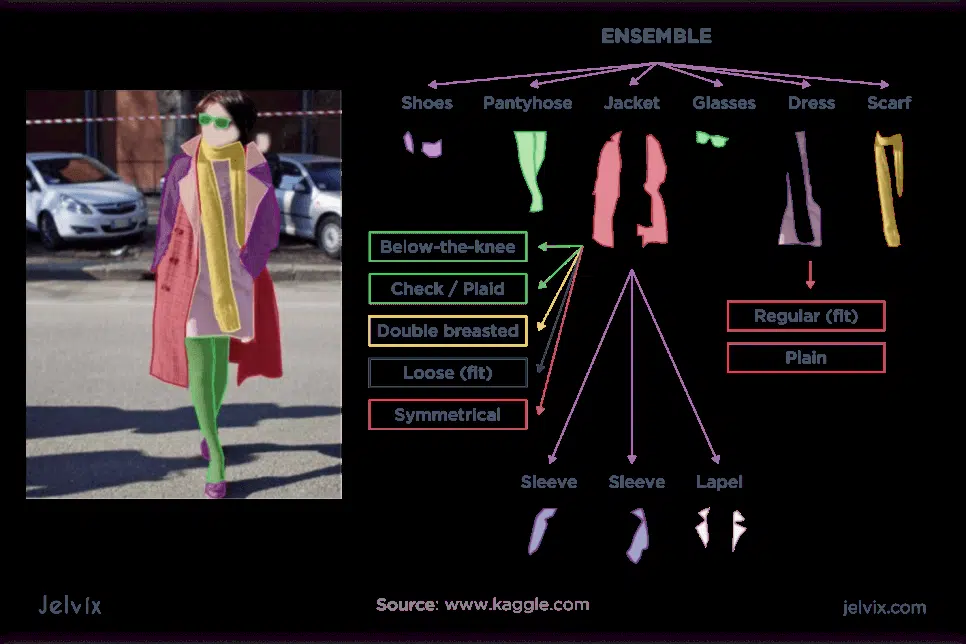 ENSEMBLE
Shoes Pantyhose Jacket Glasses Dress Scarf
Below-the-knee
Check / Plaid
Double breasted
Loose (fit)
Symmetrical
Regular (fit)
Plain
Sleeve Sleeve Lapel
Jelvix
Source: www.kaggle.com
jelvix.com